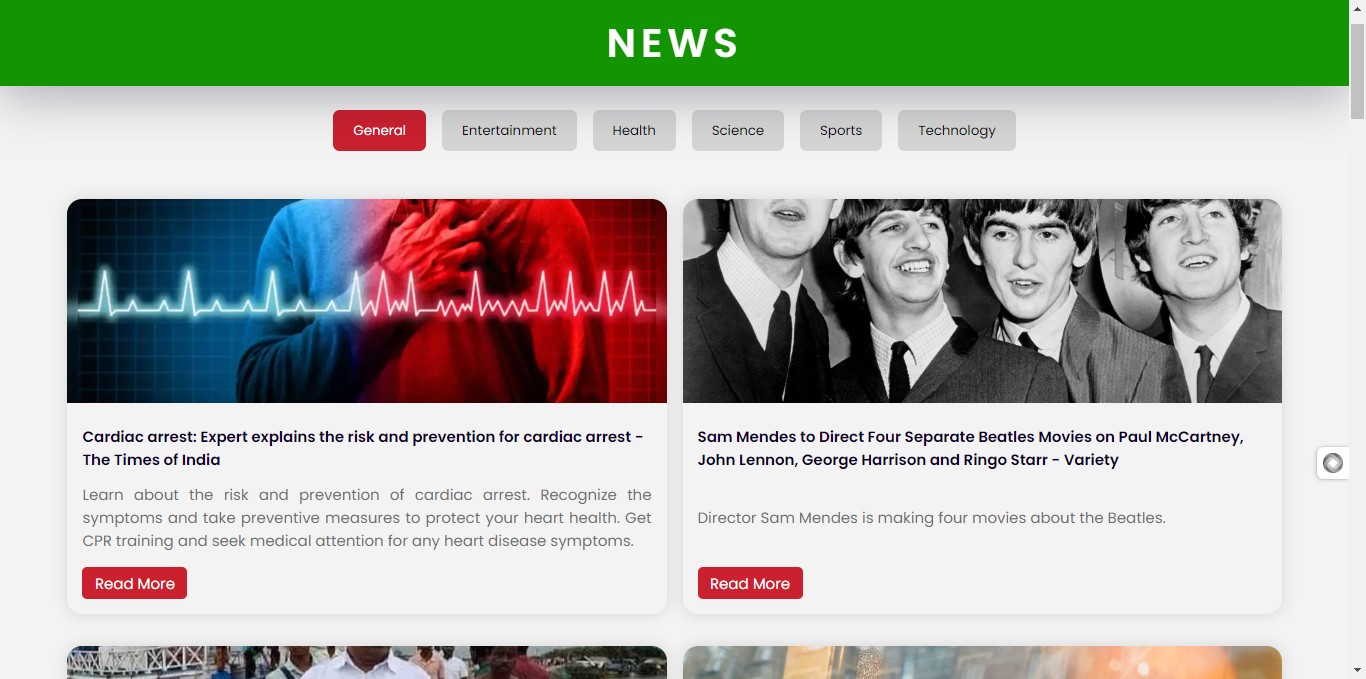 NEWS
General
Entertainment
Health
Science
Sports
Technology
Cardiac arrest: Expert explains the risk and prevention for cardiac arrest -
The Times of India
Learn about the risk and prevention of cardiac arrest. Recognize the
symptoms and take preventive measures to protect your heart health. Get
CPR training and seek medical attention for any heart disease symptoms.
Read More
Sam Mendes to Direct Four Separate Beatles Movies on Paul McCartney,
John Lennon, George Harrison and Ringo Starr - Variety
Director Sam Mendes is making four movies about the Beatles.
Read More